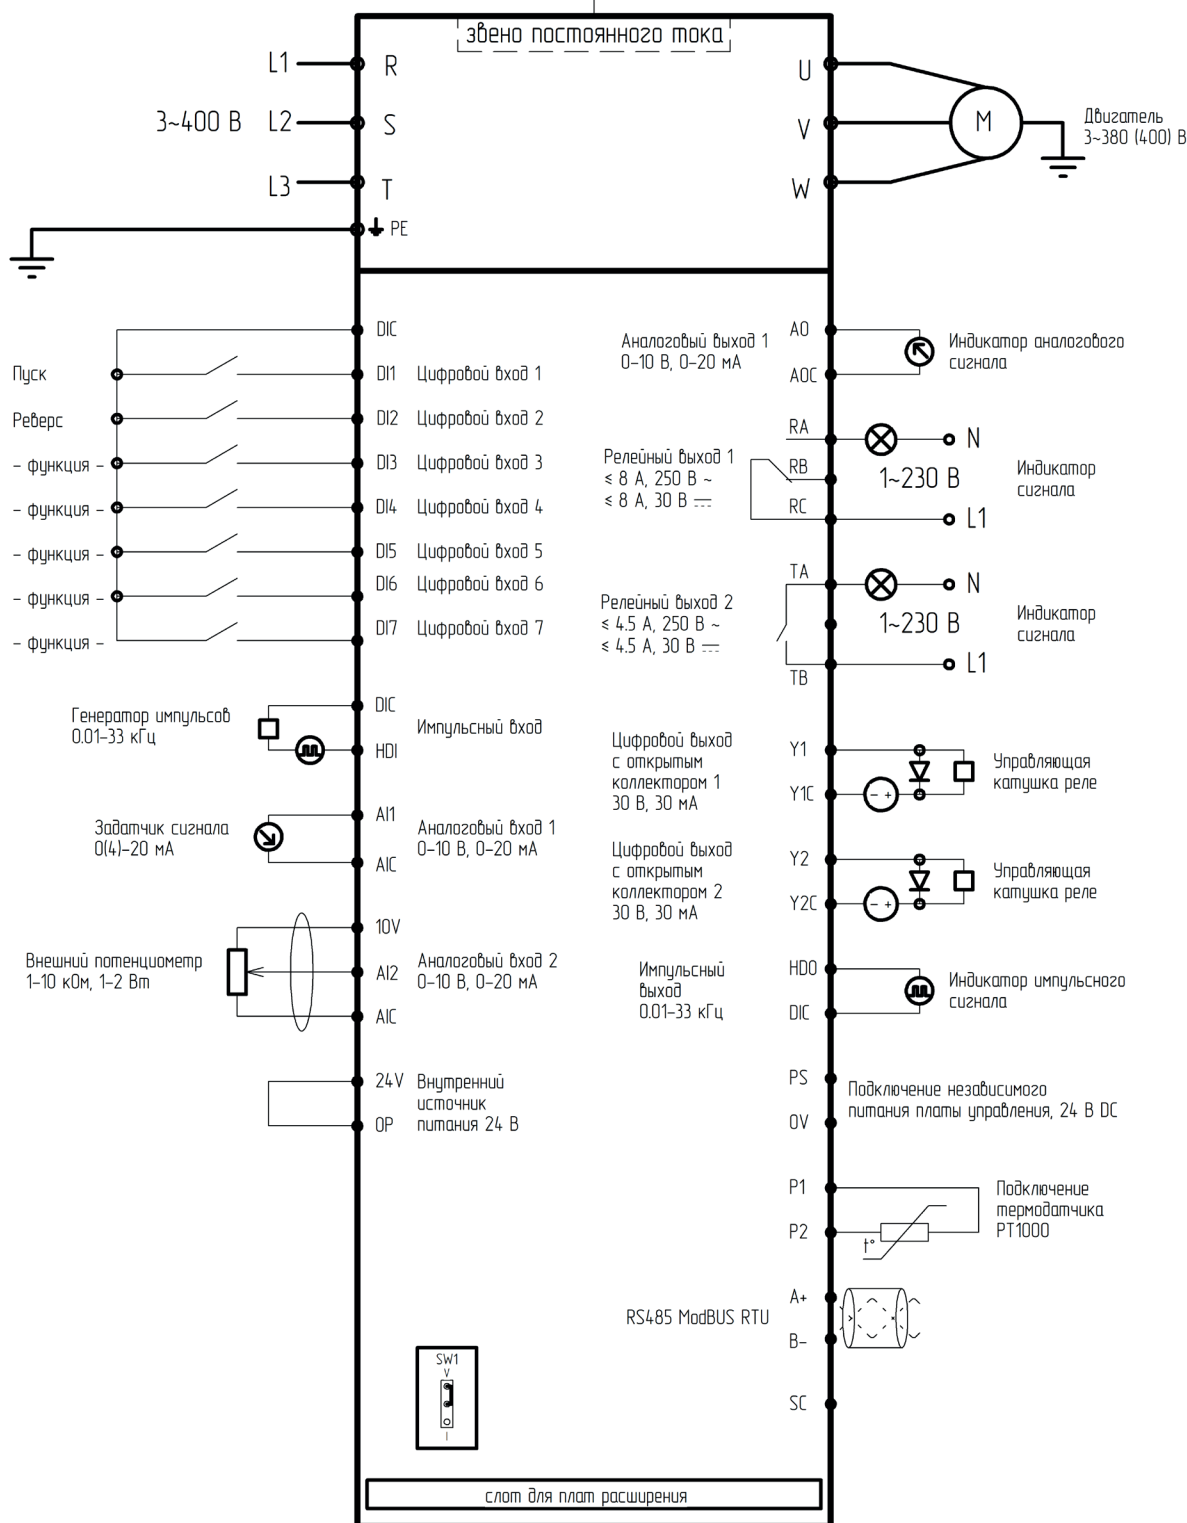 звено постоянного тока
L1
R
U
3~400 В
L2
S
V
M
Двигатель
3~380 (400) В
L3
T
W
PE
DIC
Пуск
DI1
Цифровой вход 1
Реверс
DI2
Цифровой вход 2
- функция -
DI3
Цифровой вход 3
- функция -
DI4
Цифровой вход 4
- функция -
DI5
Цифровой вход 5
- функция -
DI6
Цифровой вход 6
- функция -
DI7
Цифровой вход 7
Генератор импульсов
0.01-33 кГц
DIC
HDI
Импульсный вход
Задатчик сигнала
0(4)-20 мА
AI1
AIC
Аналоговый вход 1
0-10 В, 0-20 мА
Внешний потенциометр
1-10 кОм, 1-2 Вт
10V
AI2
AIC
Аналоговый вход 2
0-10 В, 0-20 мА
24V
OP
Внутренний
источник
питания 24 В
Аналоговый выход 1
0-10 В, 0-20 мА
AO
AOC
Индикатор аналогового
сигнала
Релейный выход 1
≤ 8 А, 250 В ~
≤ 8 А, 30 В ⎓
RA
RB
RC
N
1~230 В
L1
Индикатор
сигнала
Релейный выход 2
≤ 4.5 А, 250 В ~
≤ 4.5 А, 30 В ⎓
TA
TB
N
1~230 В
L1
Индикатор
сигнала
Цифровой выход
с открытым
коллектором 1
30 В, 30 мА
Y1
Y1C
- +
Управляющая
катушка реле
Цифровой выход
с открытым
коллектором 2
30 В, 30 мА
Y2
Y2C
- +
Управляющая
катушка реле
Импульсный
выход
0.01-33 кГц
HDO
DIC
Индикатор импульсного
сигнала
PS
0V
Подключение независимого
питания платы управления, 24 В DC
P1
P2
t°
Подключение
термодатчика
PT1000
RS485 ModBUS RTU
A+
B-
SC
SW1
V
I
слот для плат расширения